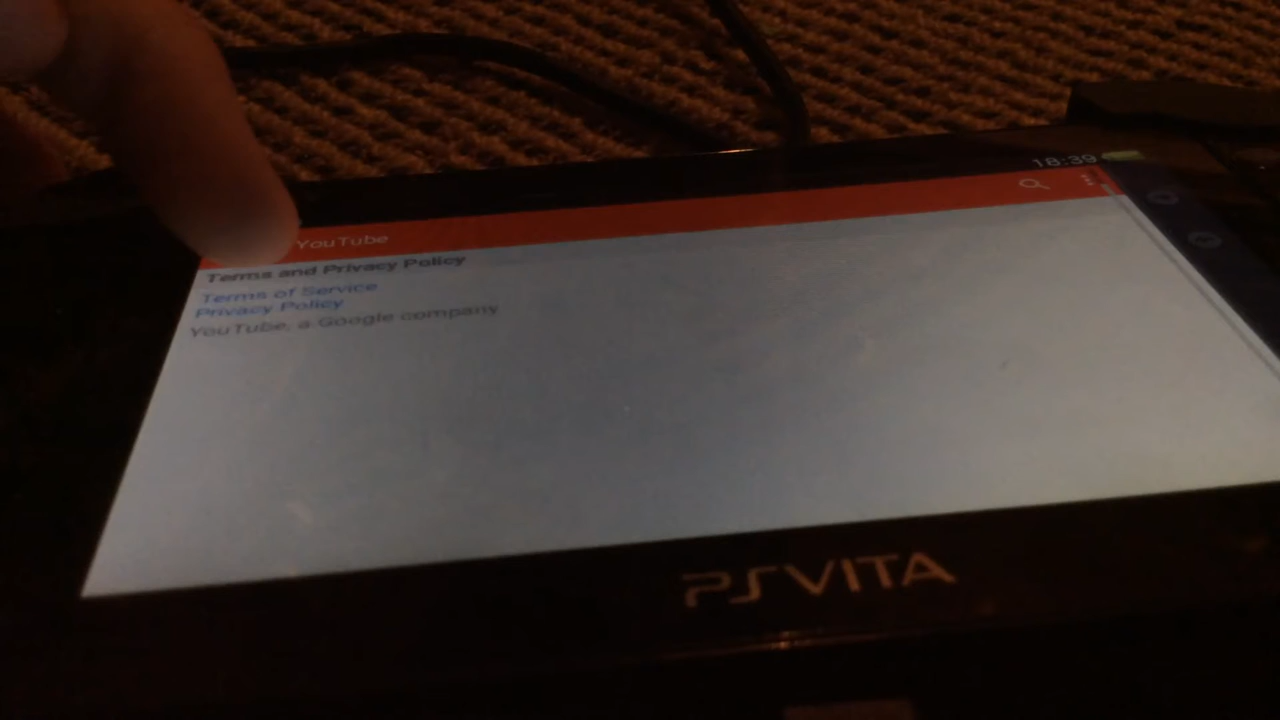 18:39
YouTube
Terms and Privacy Policy
Terms of Service
Privacy Policy
YouTube, a Google company
PSVITA